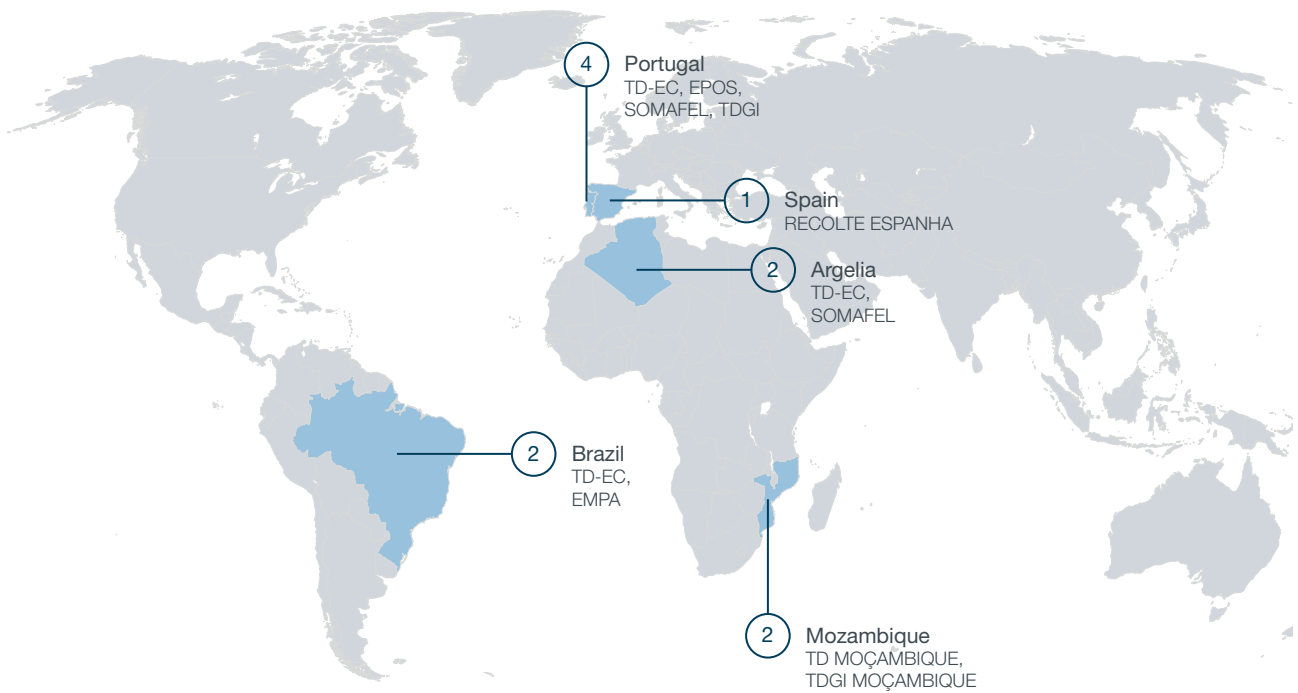 4
Portugal
TD-EC, EPOS,
SOMAFEL, TDGI
1
Spain
RECOLTE ESPANHA
2
Argelia
TD-EC,
SOMAFEL
2
Brazil
TD-EC,
EMPA
2
Mozambique
TD MOÇAMBIQUE,
TDGI MOÇAMBIQUE